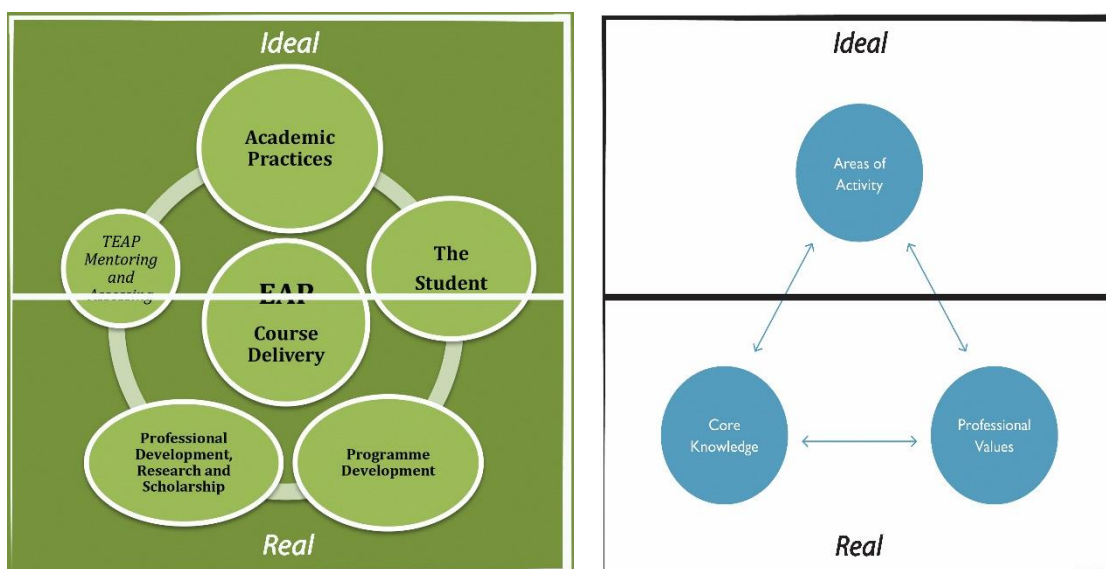 Ideal
Academic
Practices
TEAP
Mentoring
and
Assessing
The
Student
EAP
Course
Delivery
Professional
Development,
Research and
Scholarship
Programme
Development
Real
Ideal
Areas of
Activity
Core
Knowledge
Professional
Values
Real